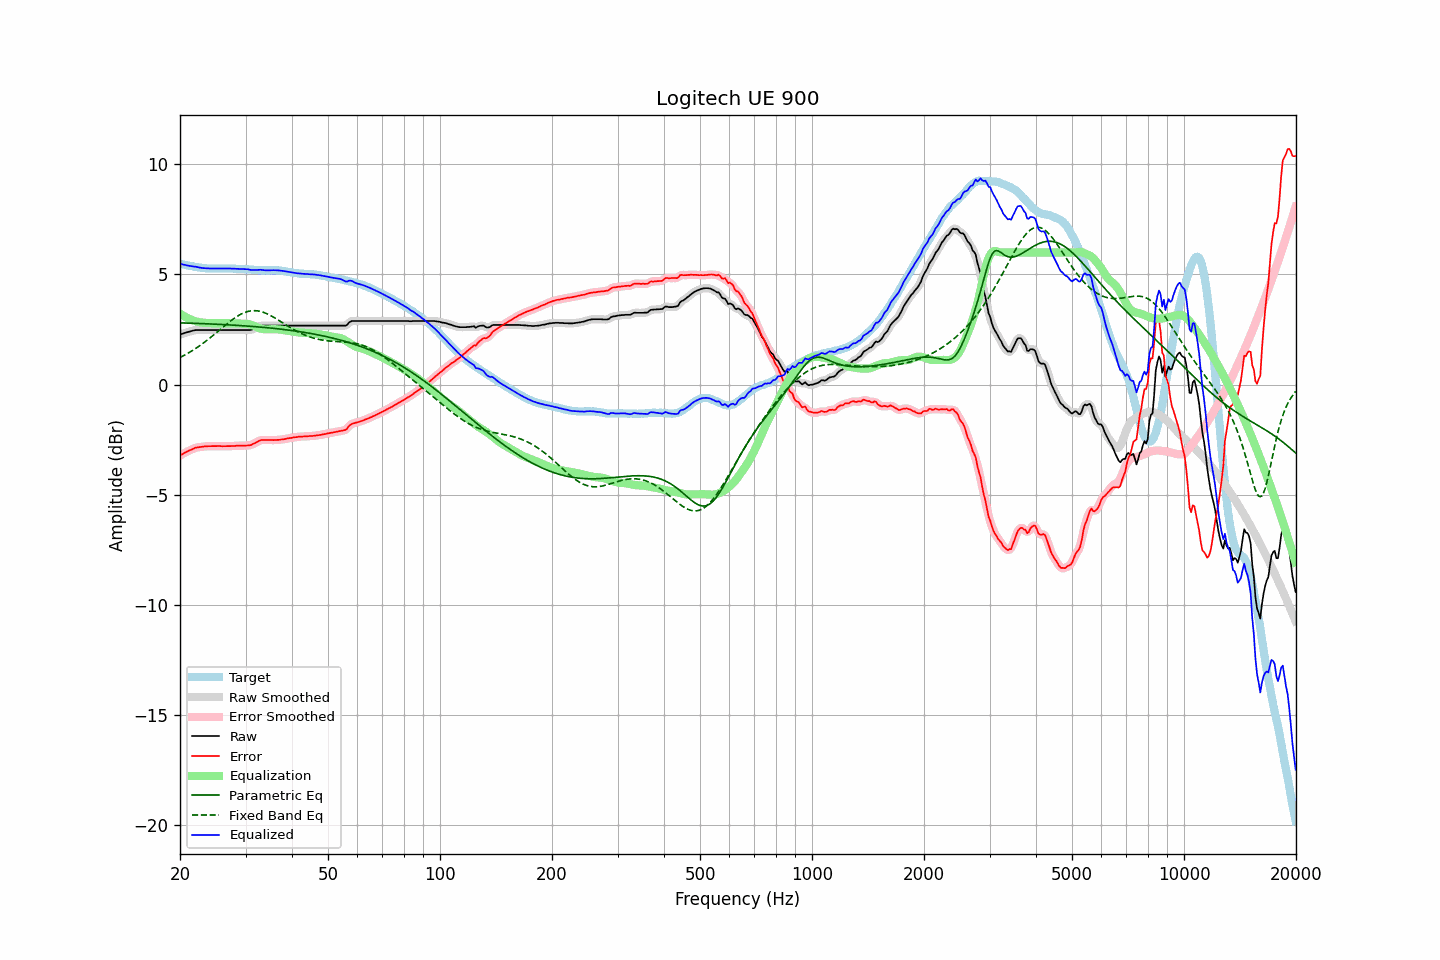 Logitech UE 900
Amplitude (dBr)
10
5
0
−5
−10
−15
−20
Target
Raw Smoothed
Error Smoothed
Raw
Error
Equalization
Parametric Eq
Fixed Band Eq
Equalized
20 50 100 200 500 1000 2000 5000 10000 20000
Frequency (Hz)